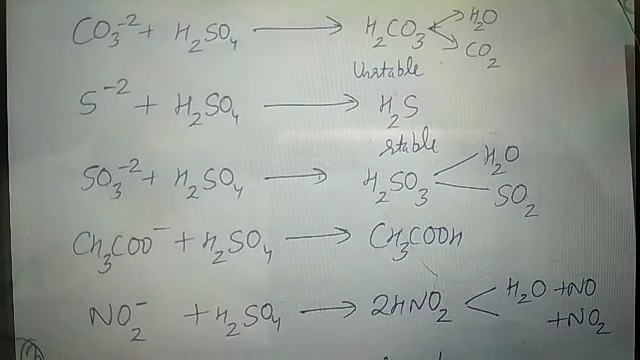 CO₃⁻² + H₂SO₄ → H₂CO₃ H₂O
CO₂
Unstable
S⁻² + H₂SO₄ → H₂S
stable
SO₃⁻² + H₂SO₄ → H₂SO₃ H₂O
SO₂
CH₃COO⁻ + H₂SO₄ → CH₃COOH
NO₂⁻ + H₂SO₄ → 2HNO₂ H₂O + NO
+ NO₂